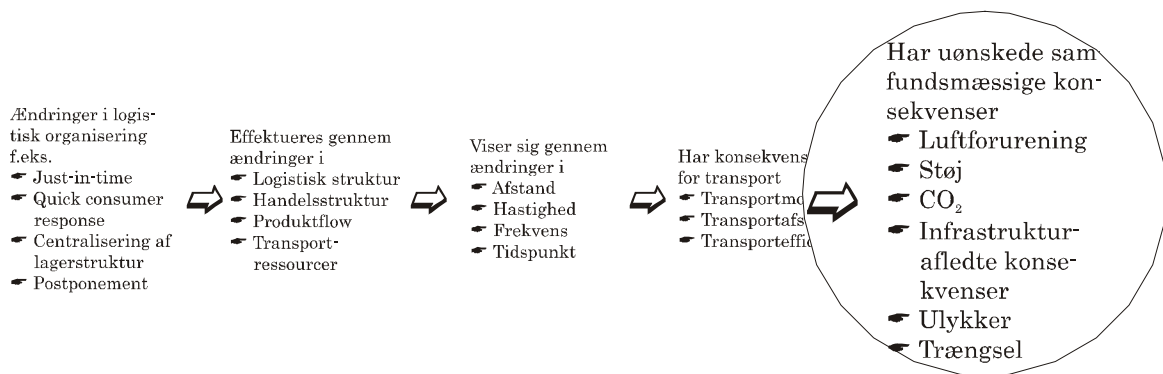 Ændringer i logis-
tisk organisering
f.eks.
Just-in-time
Quick consumer
response
Centralisering af
lagerstruktur
Postponement
Effektueres gennem
ændringer i
Logistisk struktur
Handelsstruktur
Produktflow
Transport-
ressourcer
Viser sig gennem
ændringer i
Afstand
Hastighed
Frekvens
Tidspunkt
Har konsekvens
for transport
Har uønskede sam
fundsmæssige kon-
sekvenser
Luftforurening
Støj
CO₂
Infrastruktur-
afledte konse-
kvenser
Ulykker
Trængsel